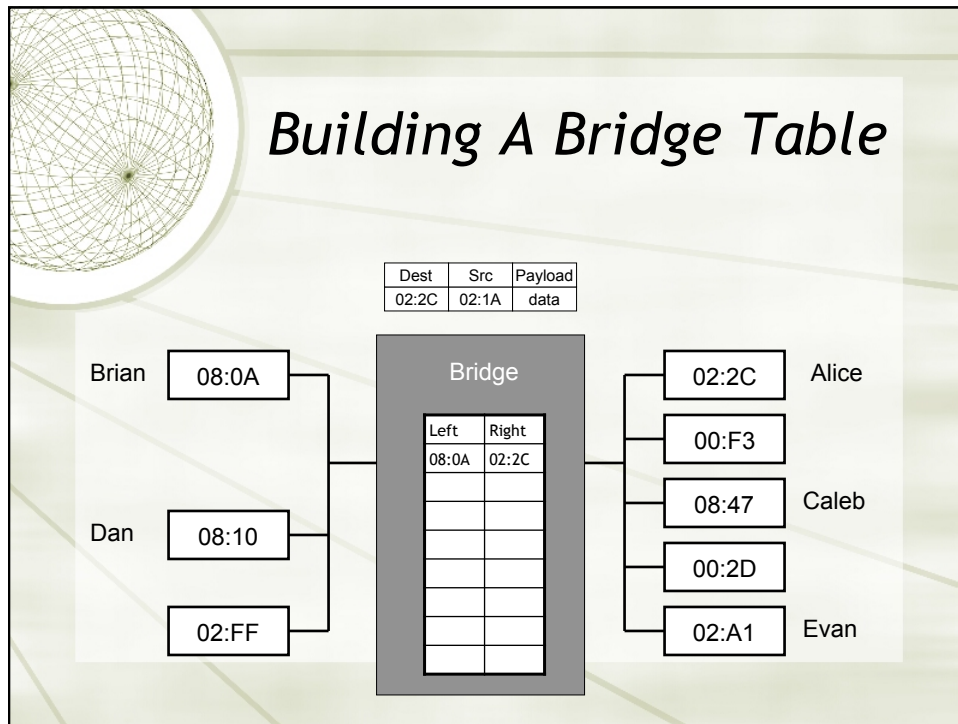 Building A Bridge Table
Dest Src Payload
02:2C 02:1A data
Bridge
Left Right
08:0A 02:2C
Brian 08:0A
Dan 08:10
02:FF
02:2C Alice
00:F3
08:47 Caleb
00:2D
02:A1 Evan